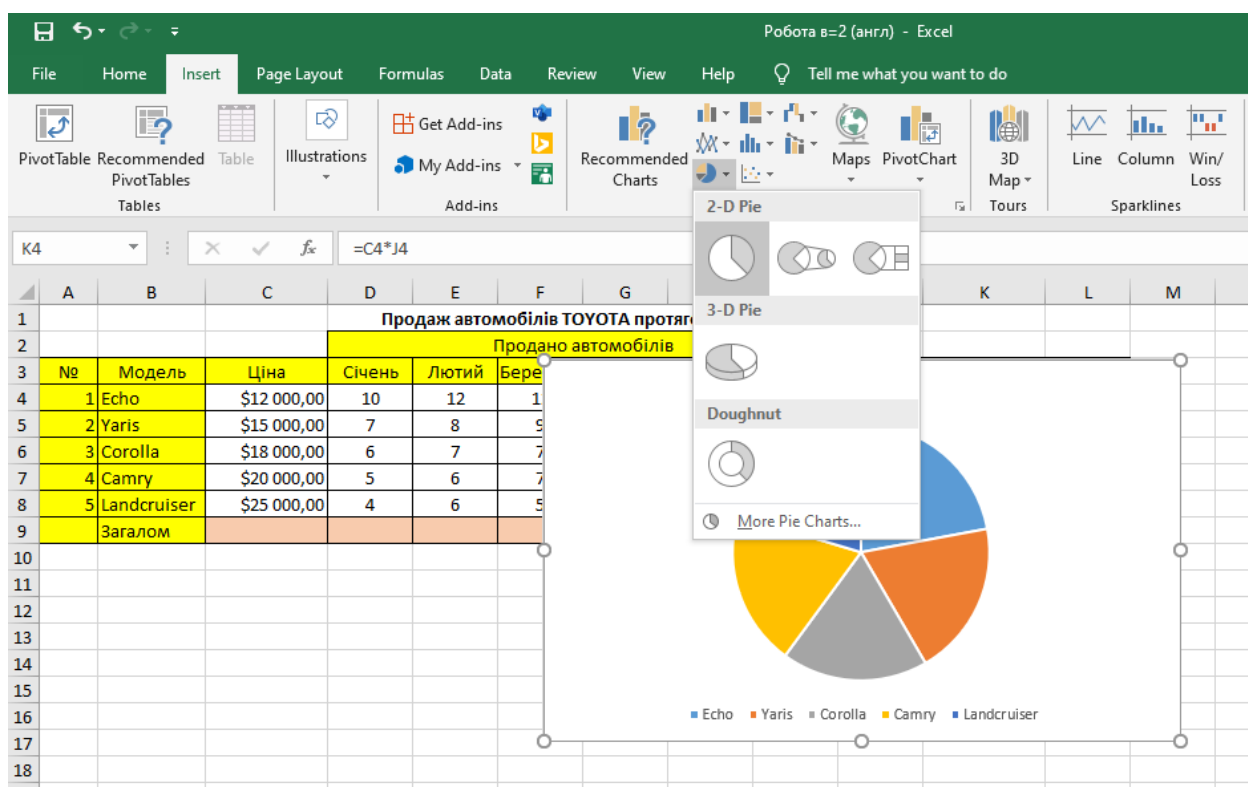 Робота в=2 (англ) - Excel
File Home Insert Page Layout Formulas Data Review View Help Tell me what you want to do
PivotTable Recommended PivotTables Table
Illustrations
Get Add-ins
My Add-ins
Recommended Charts
Maps PivotChart
3D Map
Line Column Win/Loss
Tables Add-ins Tours Sparklines
K4 fx =C4*J4
2-D Pie
3-D Pie
Doughnut
More Pie Charts...
A B C D E F G K L M
1 Продаж автомобілів TOYOTA
2 Продано автомобілів
3 № Модель Ціна Січень Лютий
4 1 Echo $12 000,00 10 12
5 2 Yaris $15 000,00 7 8
6 3 Corolla $18 000,00 6 7
7 4 Camry $20 000,00 5 6
8 5 Landcruiser $25 000,00 4 6
9 Загалом
10
11
12
13
14
15
16
17
18
Echo Yaris Corolla Camry Landcruiser